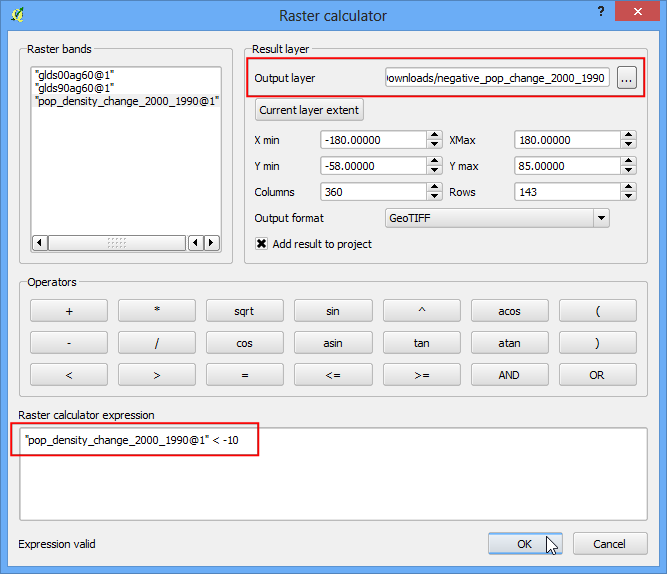 Raster calculator
?
Raster bands
"glds00ag60@1"
"glds90ag60@1"
"pop_density_change_2000_1990@1"
Result layer
Output layer
ownloads/negative_pop_change_2000_1990
...
Current layer extent
X min
-180.00000
XMax
180.00000
Y min
-58.00000
Y max
85.00000
Columns
360
Rows
143
Output format
GeoTIFF
Add result to project
Operators
+ * sqrt sin ^ acos (
- / cos asin tan atan )
< > = <= >= AND OR
Raster calculator expression
"pop_density_change_2000_1990@1" < -10
Expression valid
OK
Cancel